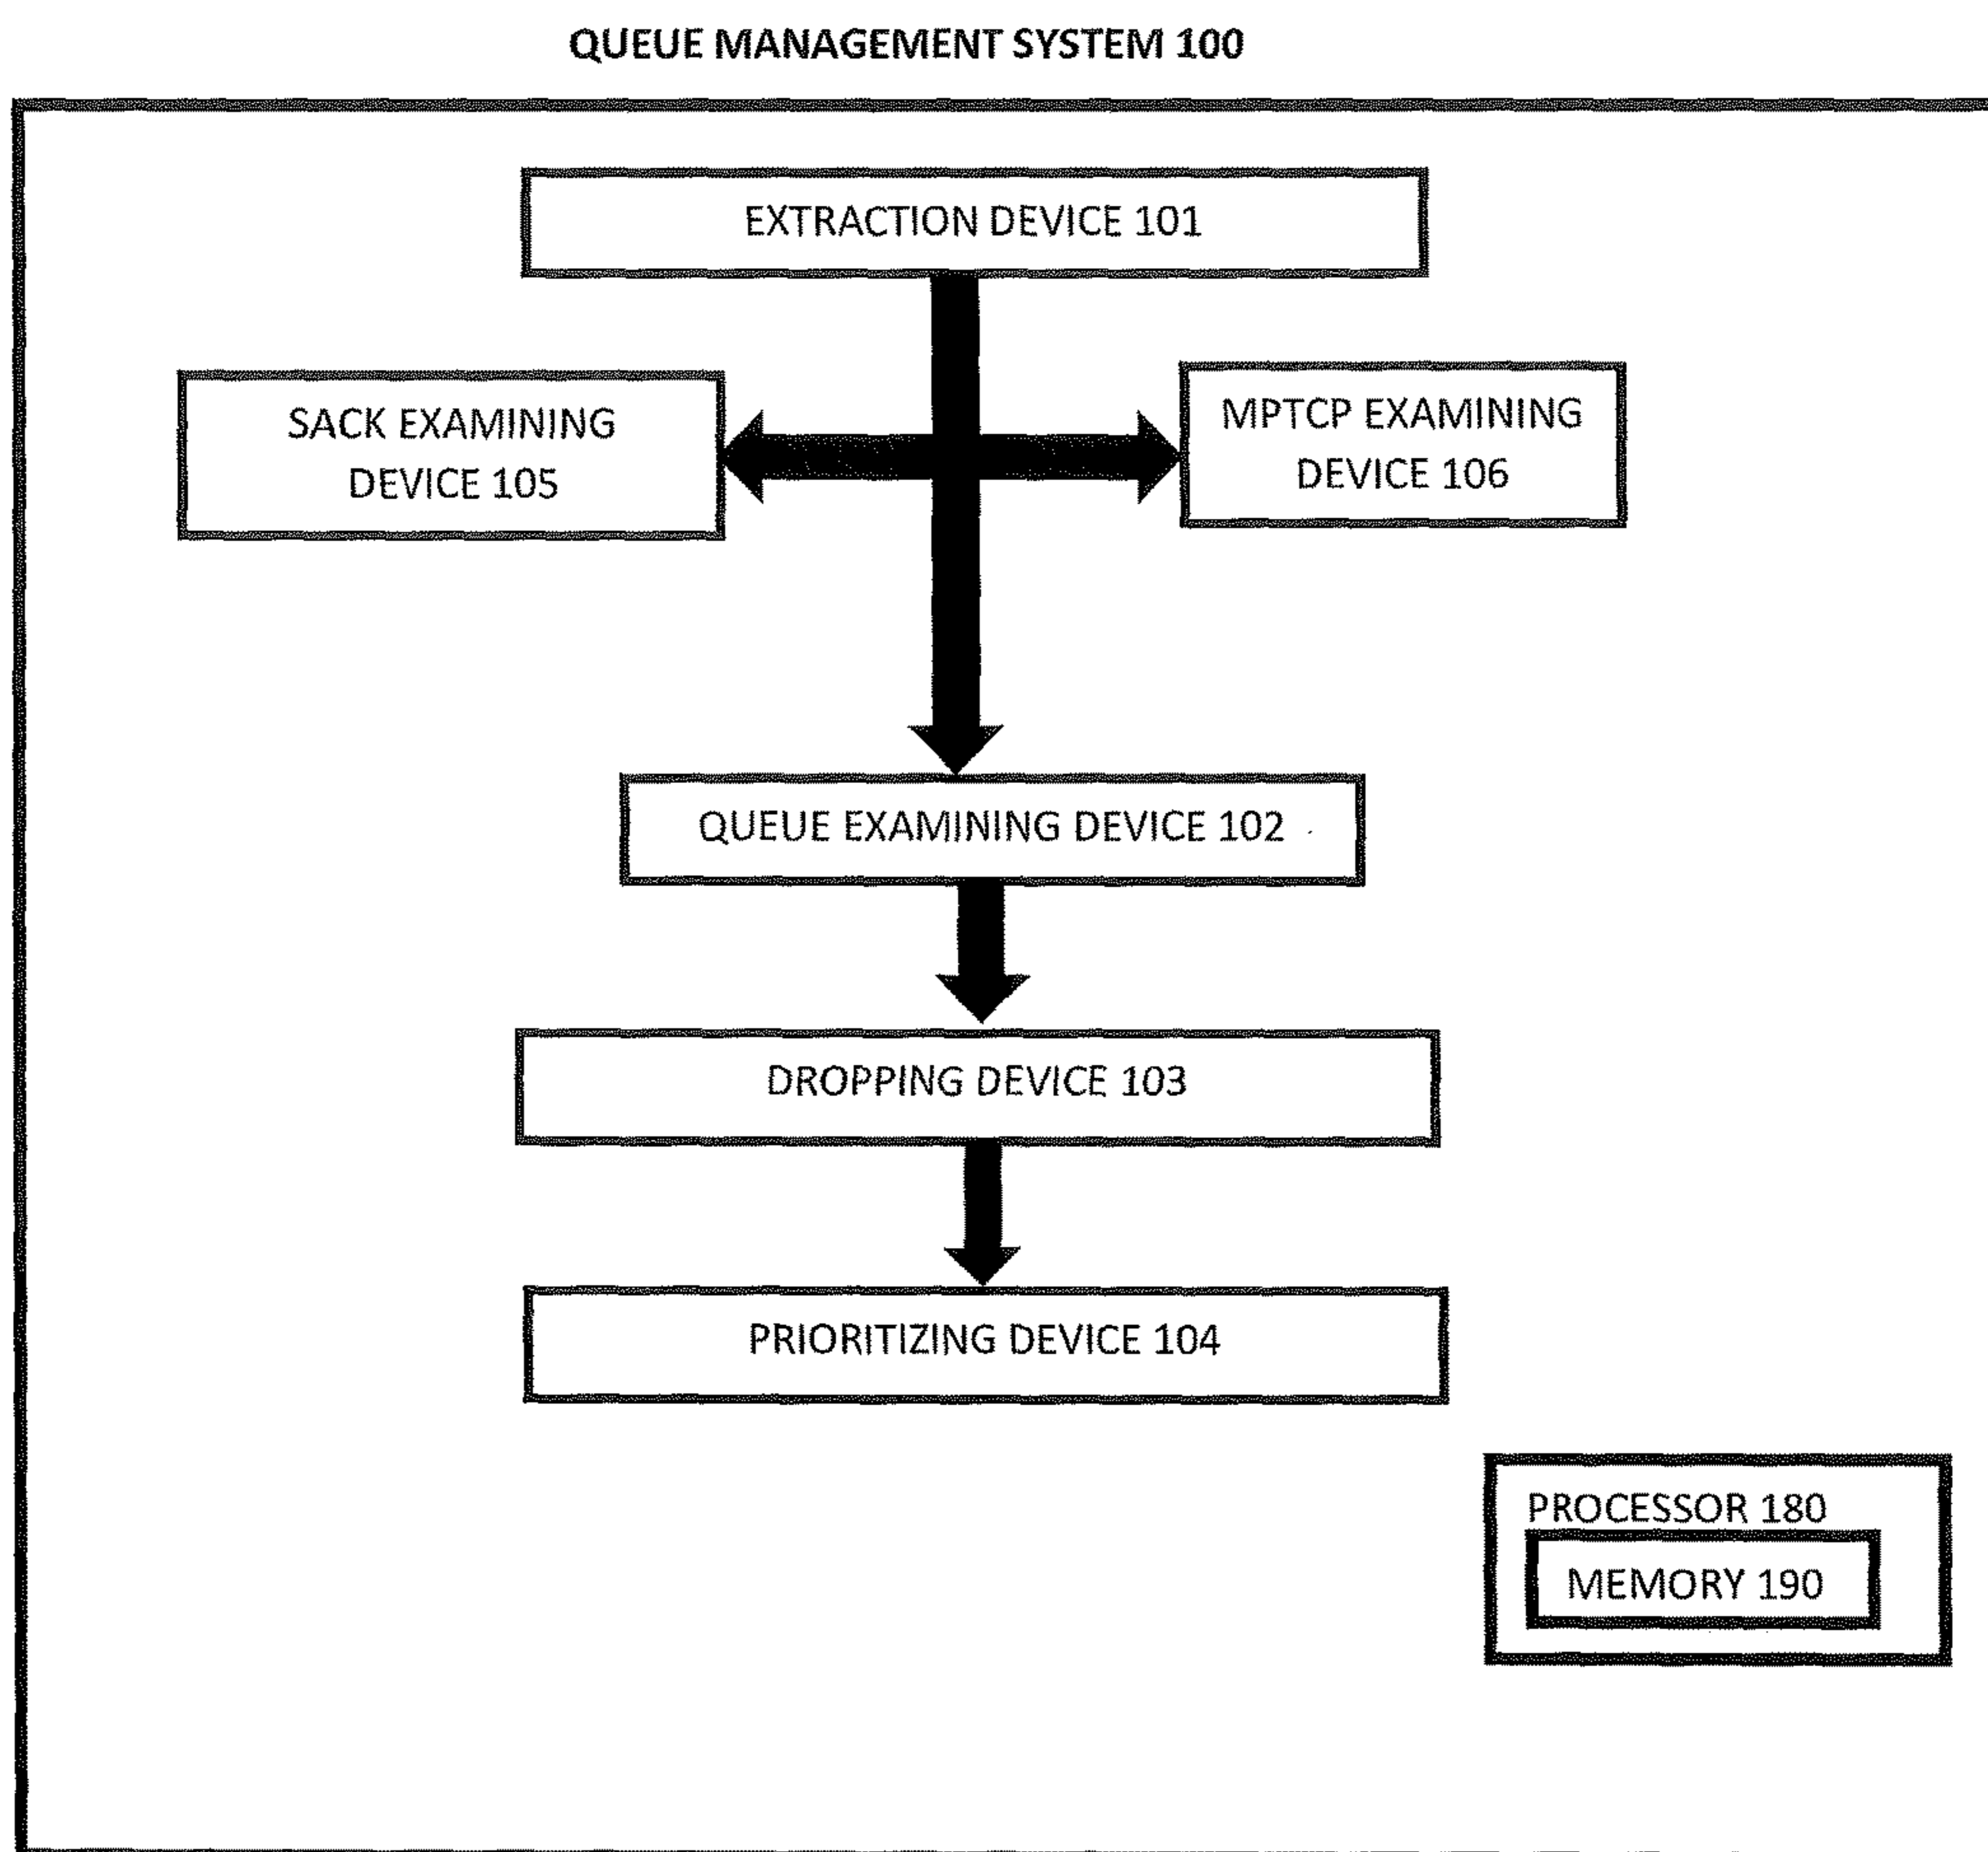 QUEUE MANAGEMENT SYSTEM 100
EXTRACTION DEVICE 101
SACK EXAMINING
DEVICE 105
MPTCP EXAMINING
DEVICE 106
QUEUE EXAMINING DEVICE 102
DROPPING DEVICE 103
PRIORITIZING DEVICE 104
PROCESSOR 180
MEMORY 190